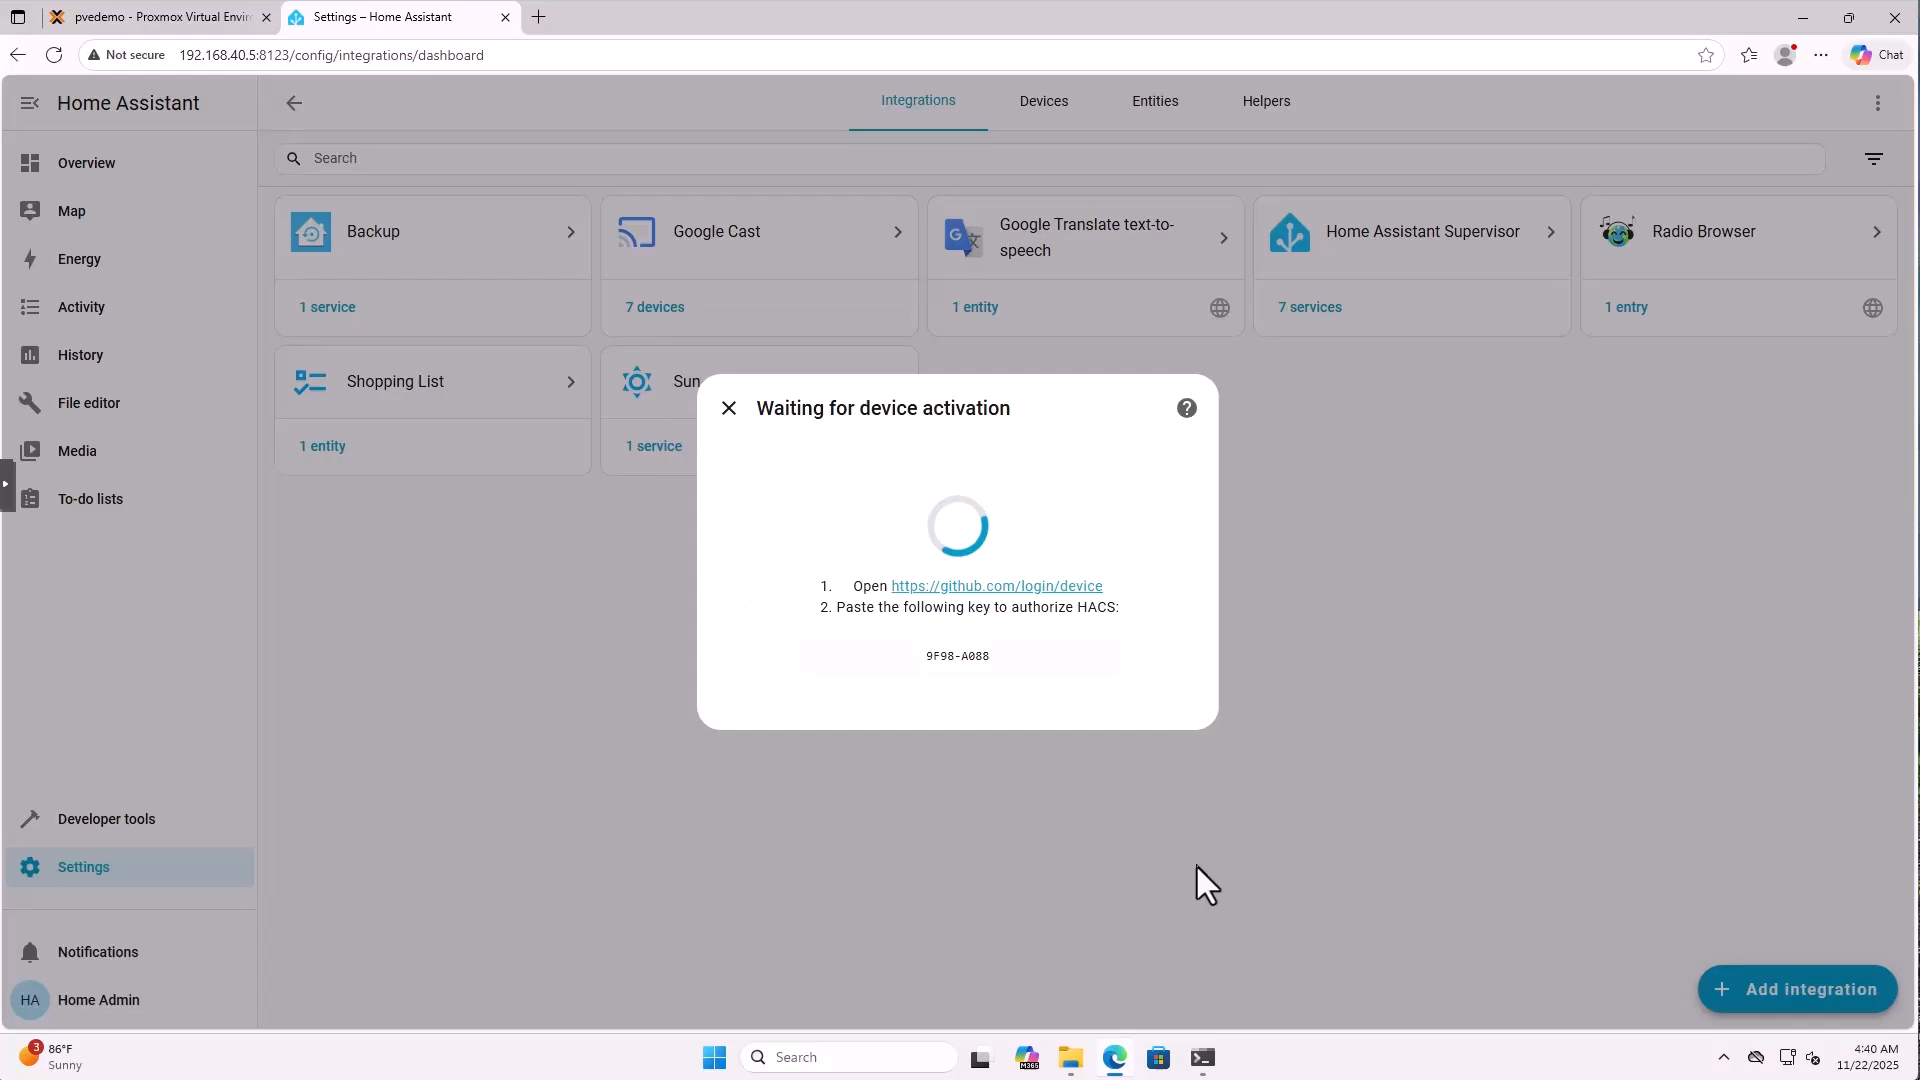 pvedemo - Proxmox Virtual Envir
Settings – Home Assistant
Not secure
192.168.40.5:8123/config/integrations/dashboard
Chat
Home Assistant
Integrations
Devices
Entities
Helpers
Search
Overview
Map
Energy
Activity
History
File editor
Media
To-do lists
Developer tools
Settings
Notifications
HA
Home Admin
Backup
1 service
Google Cast
7 devices
Google Translate text-to-
speech
1 entity
Home Assistant Supervisor
7 services
Radio Browser
1 entry
Shopping List
1 entity
Sun
1 service
Waiting for device activation
1. Open https://github.com/login/device
2. Paste the following key to authorize HACS:
9F98-A088
Add integration
3
86°F
Sunny
Search
M365
4:40 AM
11/22/2025